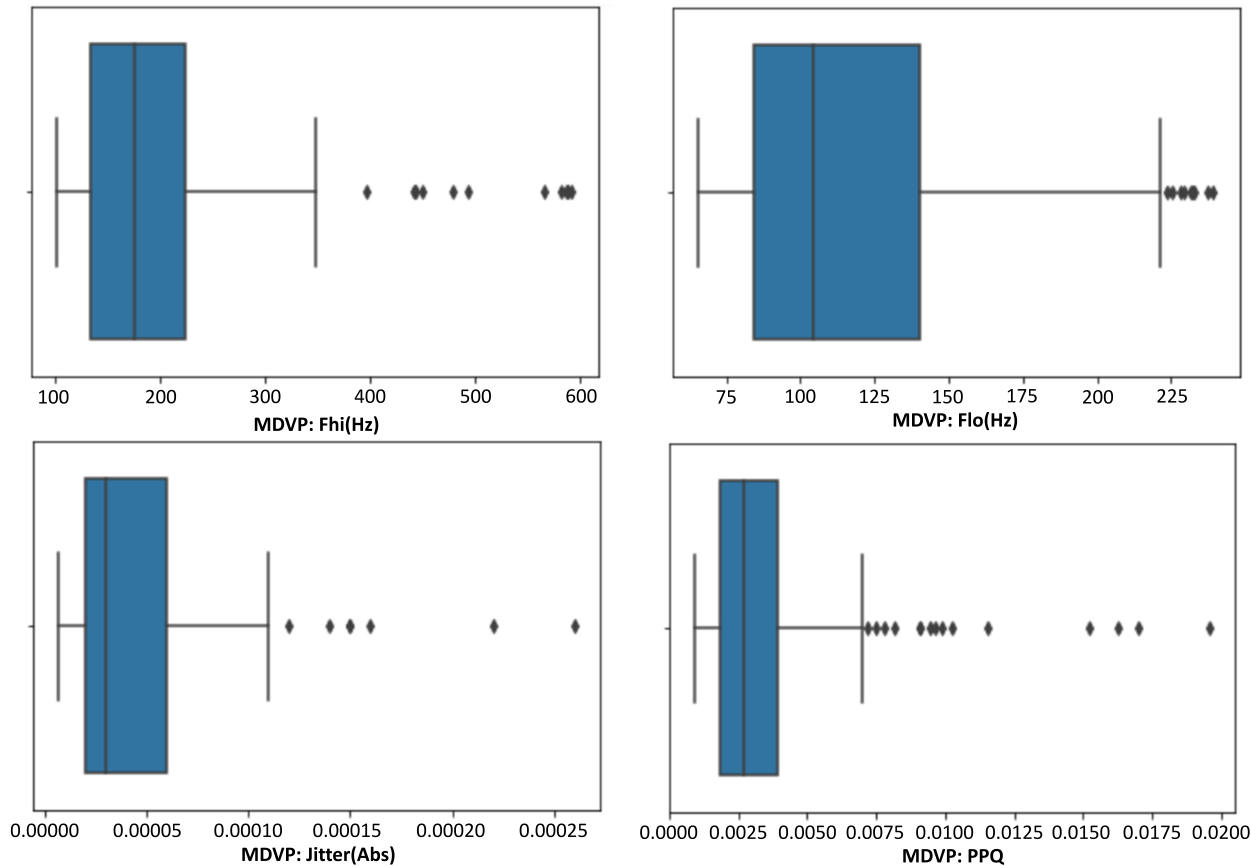 100 200 300 400 500 600
MDVP: Fhi(Hz)
75 100 125 150 175 200 225
MDVP: Flo(Hz)
0.00000 0.00005 0.00010 0.00015 0.00020 0.00025
MDVP: Jitter(Abs)
0.0000 0.0025 0.0050 0.0075 0.0100 0.0125 0.0150 0.0175 0.0200
MDVP: PPQ